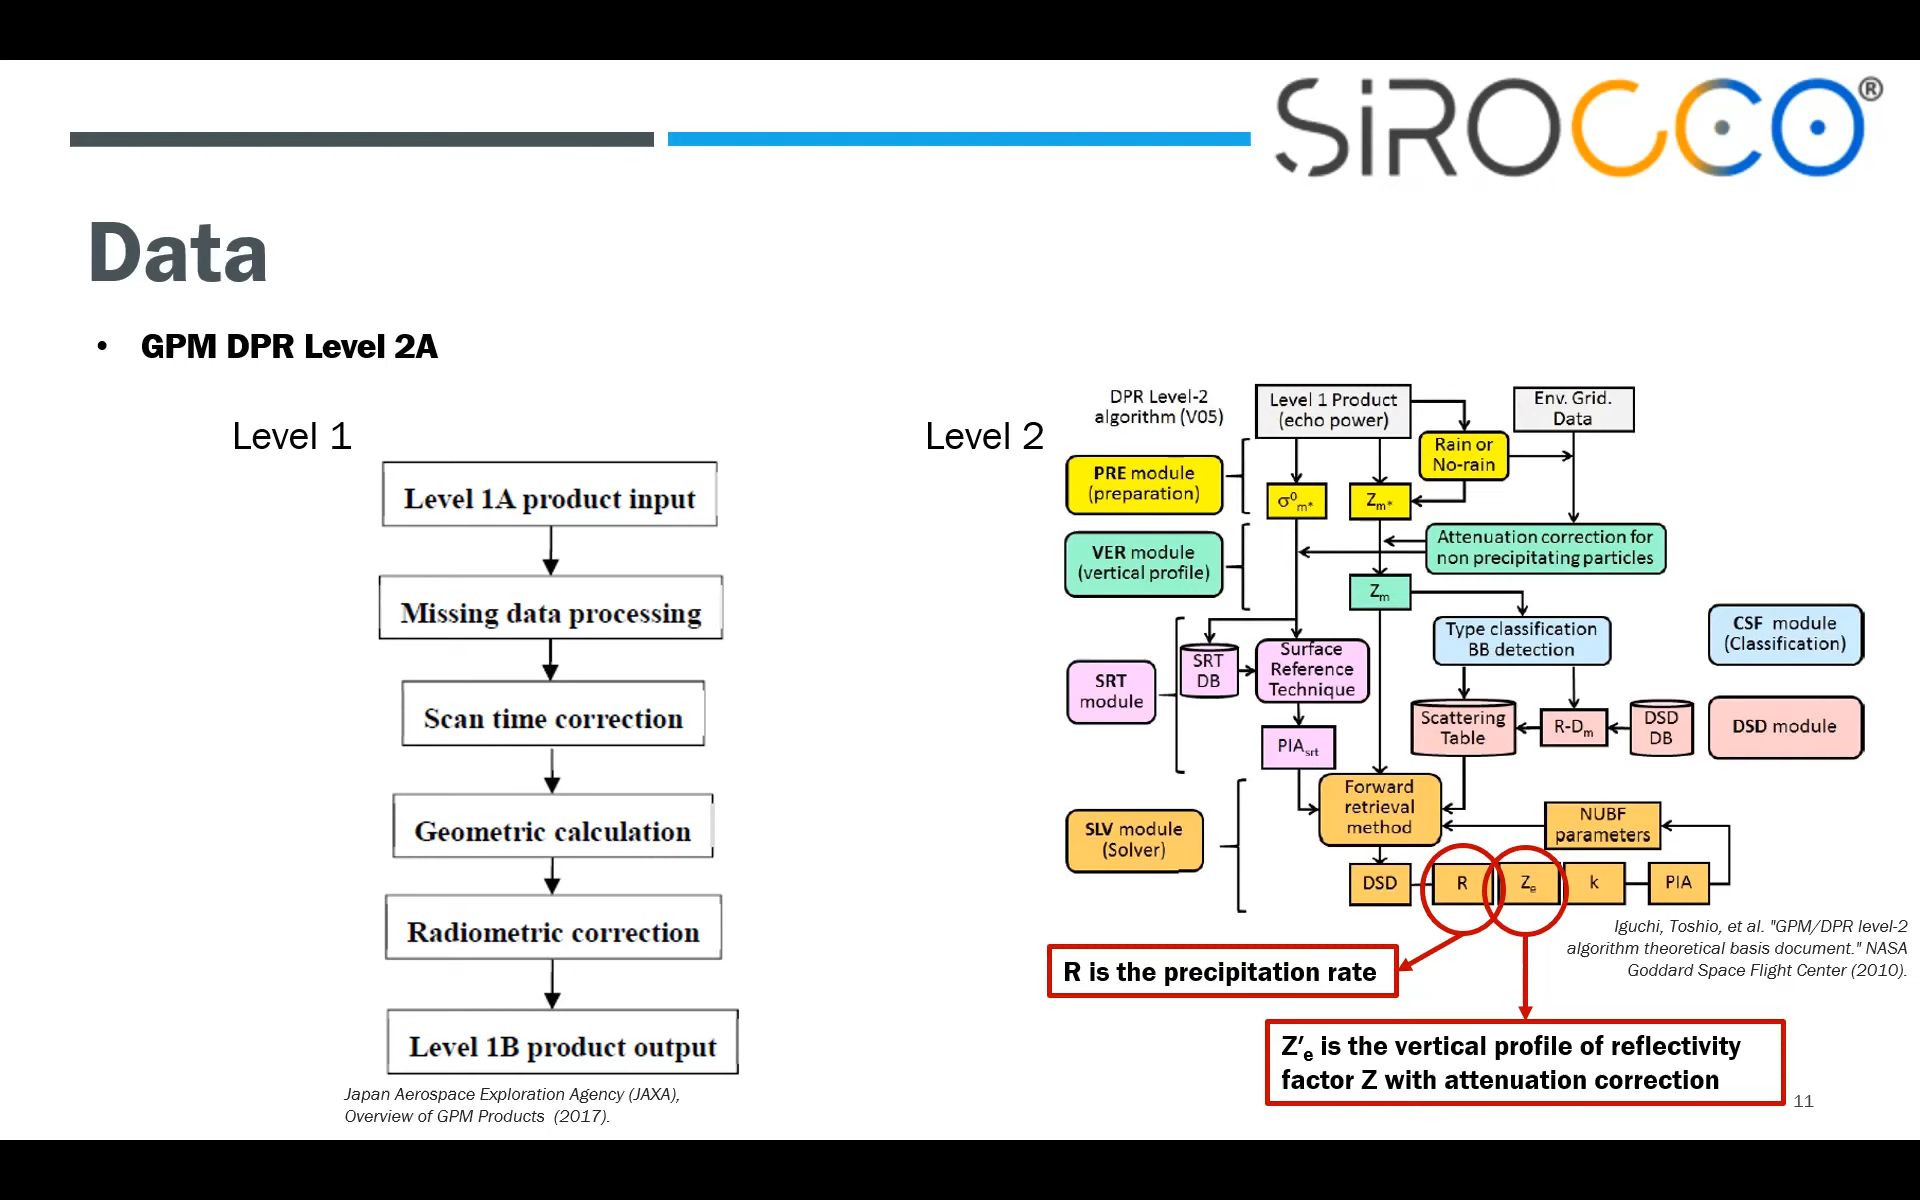 SiROCCO®
Data
• GPM DPR Level 2A
Level 1
Level 1A product input
Missing data processing
Scan time correction
Geometric calculation
Radiometric correction
Level 1B product output
Japan Aerospace Exploration Agency (JAXA),
Overview of GPM Products (2017).
Level 2
DPR Level-2
algorithm (V05)
Level 1 Product
(echo power)
Env. Grid.
Data
Rain or
No-rain
PRE module
(preparation)
σ⁰m*
Zm*
VER module
(vertical profile)
Attenuation correction for
non precipitating particles
Zm
Type classification
BB detection
CSF module
(Classification)
SRT
module
SRT
DB
Surface
Reference
Technique
Scattering
Table
R-Dm
DSD
DB
DSD module
PIAsrt
Forward
retrieval
method
NUBF
parameters
SLV module
(Solver)
DSD
R
Ze
k
PIA
Iguchi, Toshio, et al. "GPM/DPR level-2
algorithm theoretical basis document." NASA
Goddard Space Flight Center (2010).
R is the precipitation rate
Z’e is the vertical profile of reflectivity
factor Z with attenuation correction
11